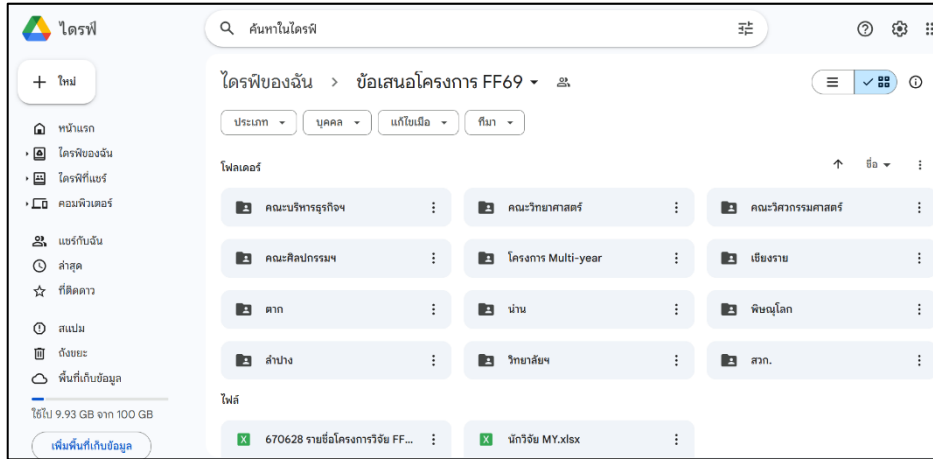 ไดรฟ์
ค้นหาในไดรฟ์
ใหม่
หน้าแรก
ไดรฟ์ของฉัน
ไดรฟ์ที่แชร์
คอมพิวเตอร์
แชร์กับฉัน
ล่าสุด
ที่ติดดาว
สแปม
ถังขยะ
พื้นที่เก็บข้อมูล
ใช้ไป 9.93 GB จาก 100 GB
เพิ่มพื้นที่เก็บข้อมูล
ไดรฟ์ของฉัน > ข้อเสนอโครงการ FF69
ประเภท บุคคล แก้ไขเมื่อ ที่มา
โฟลเดอร์ ชื่อ
คณะบริหารธุรกิจฯ คณะวิทยาศาสตร์ คณะวิศวกรรมศาสตร์
คณะศิลปกรรมฯ โครงการ Multi-year เชียงราย
ตาก น่าน พิษณุโลก
ลำปาง วิทยาลัยฯ สวก.
ไฟล์
670628 รายชื่อโครงการวิจัย FF... นักวิจัย MY.xlsx